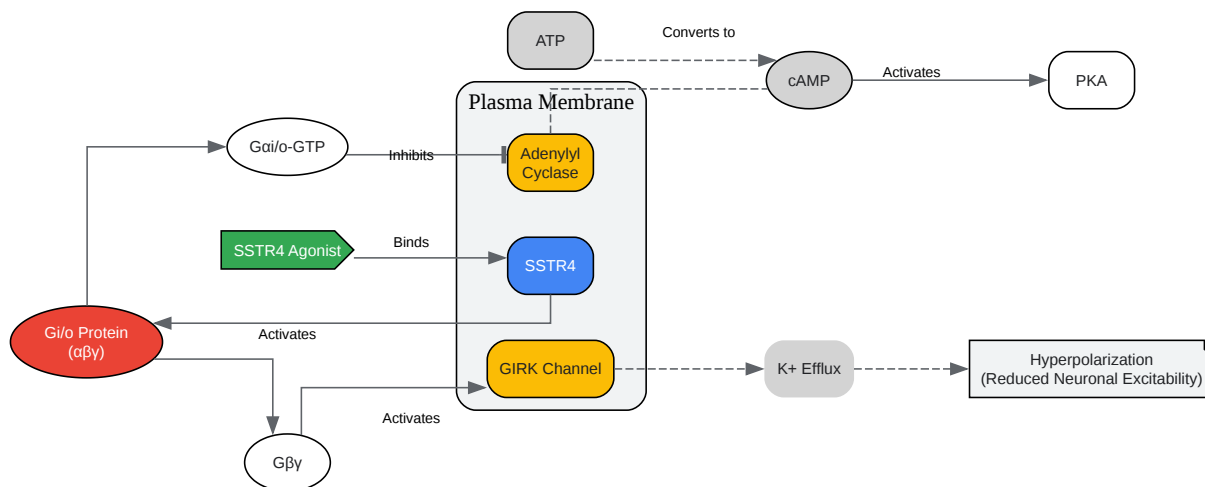 ATP
Converts to
cAMP
Activates
PKA
Plasma Membrane
Gαi/o-GTP
Inhibits
Adenylyl
Cyclase
SSTR4 Agonist
Binds
SSTR4
Gi/o Protein
(αβγ)
Activates
GIRK Channel
K+ Efflux
Hyperpolarization
(Reduced Neuronal Excitability)
Activates
Gβγ